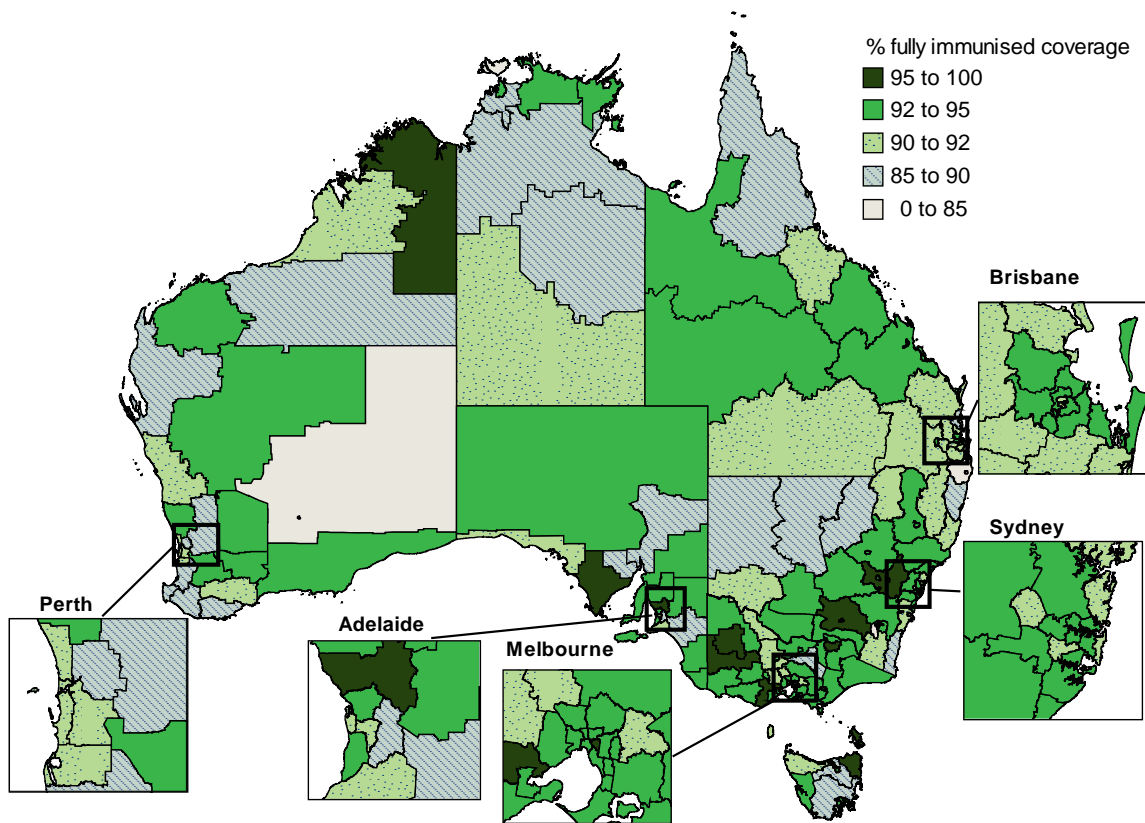 % fully immunised coverage
95 to 100
92 to 95
90 to 92
85 to 90
0 to 85
Brisbane
Sydney
Perth
Adelaide
Melbourne